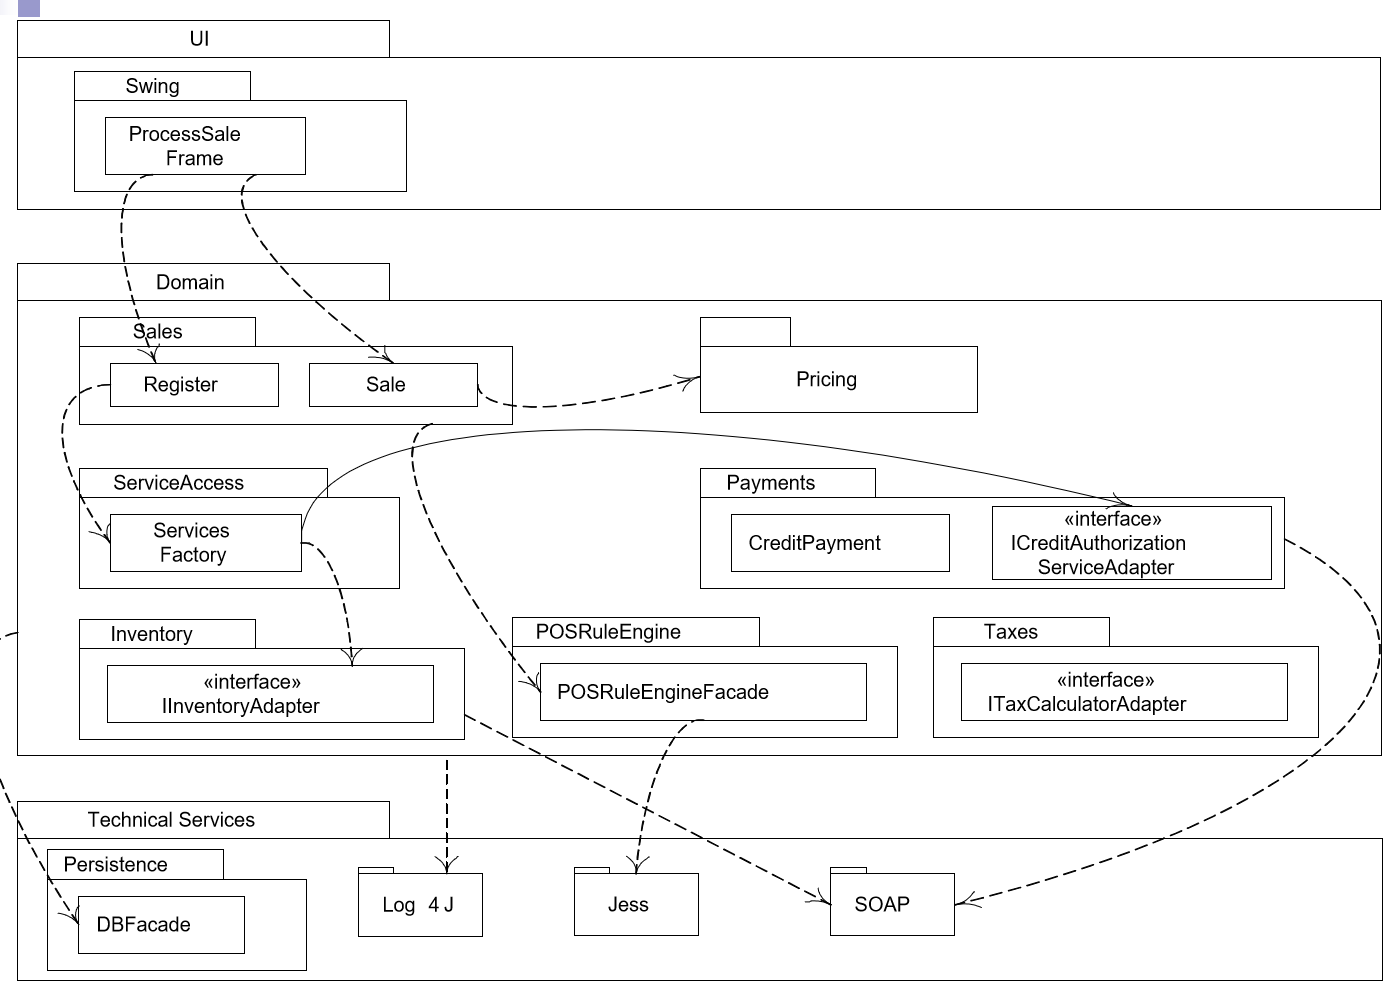 UI
Swing
ProcessSale
Frame
Domain
Sales
Register
Sale
Pricing
ServiceAccess
Services
Factory
Payments
CreditPayment
«interface»
ICreditAuthorization
ServiceAdapter
Inventory
«interface»
IInventoryAdapter
POSRuleEngine
POSRuleEngineFacade
Taxes
«interface»
ITaxCalculatorAdapter
Technical Services
Persistence
DBFacade
Log 4 J
Jess
SOAP